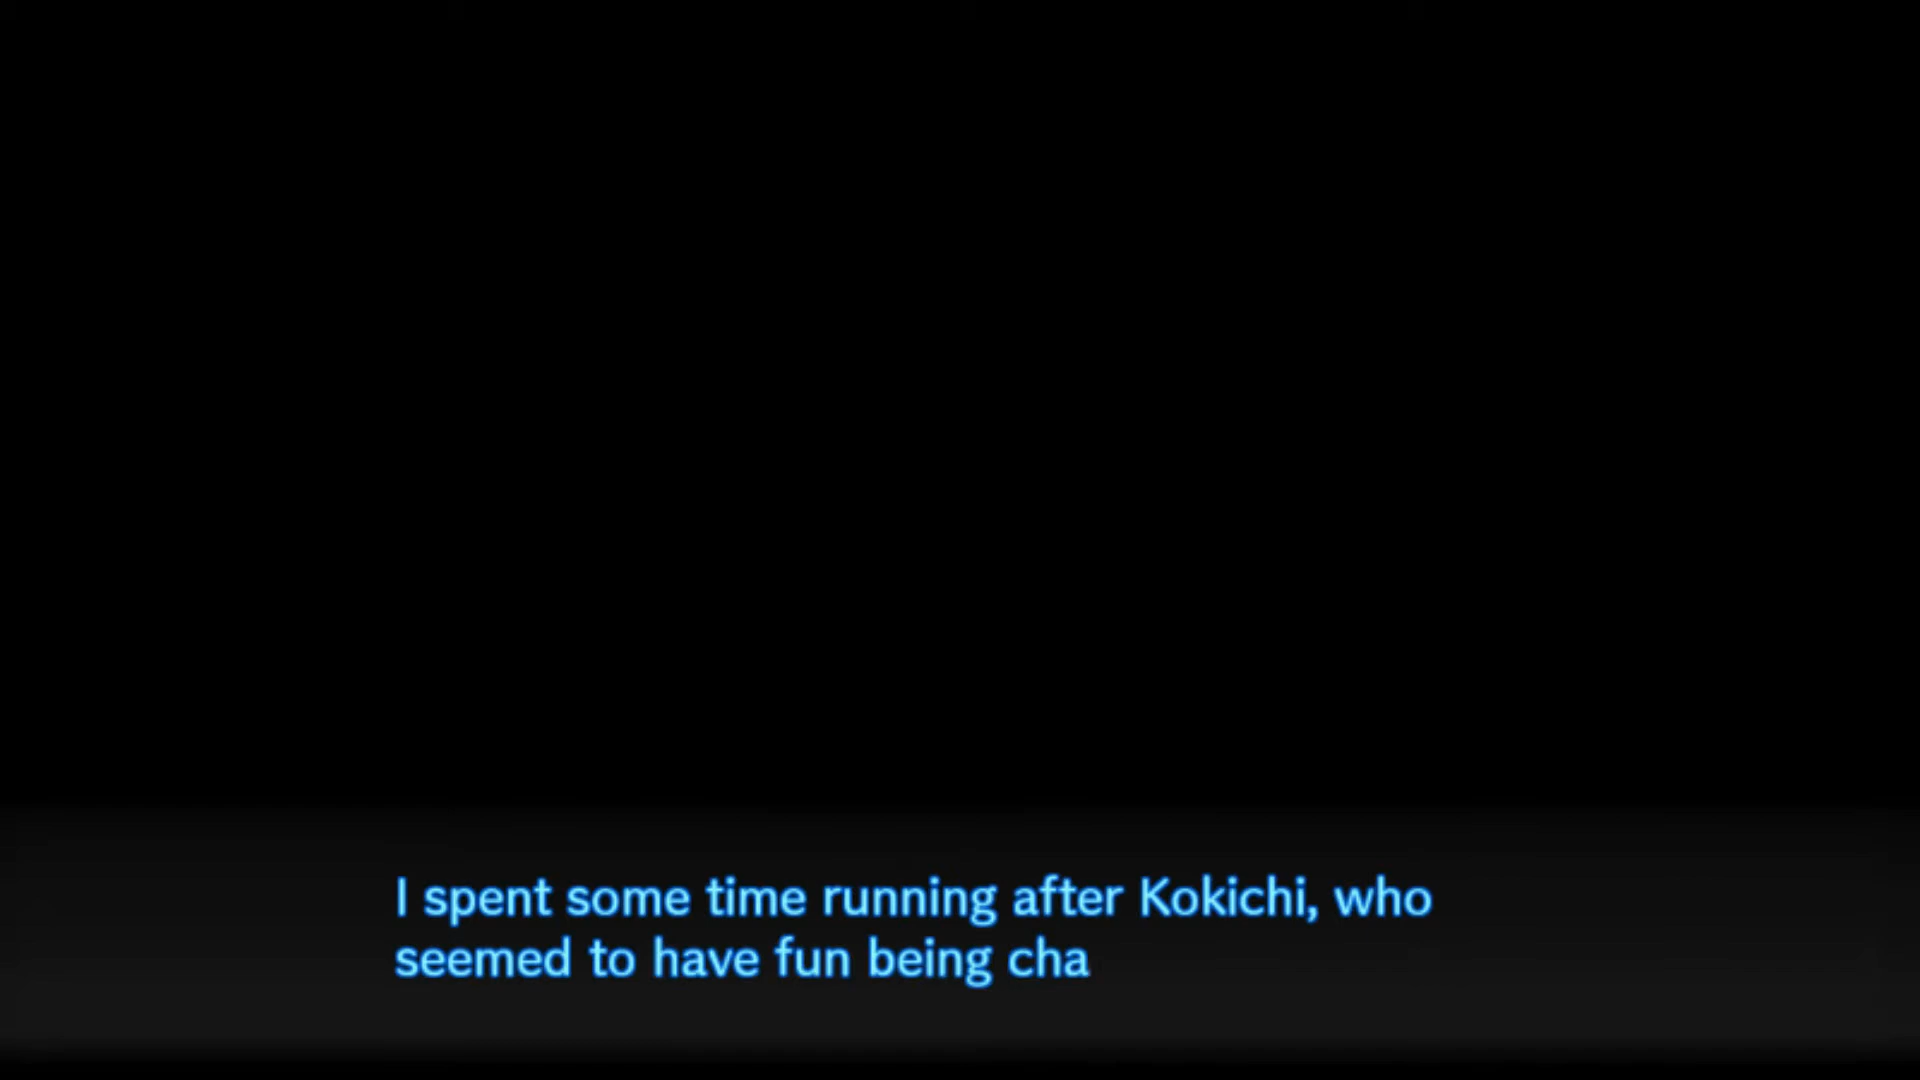 I spent some time running after Kokichi, who
seemed to have fun being cha